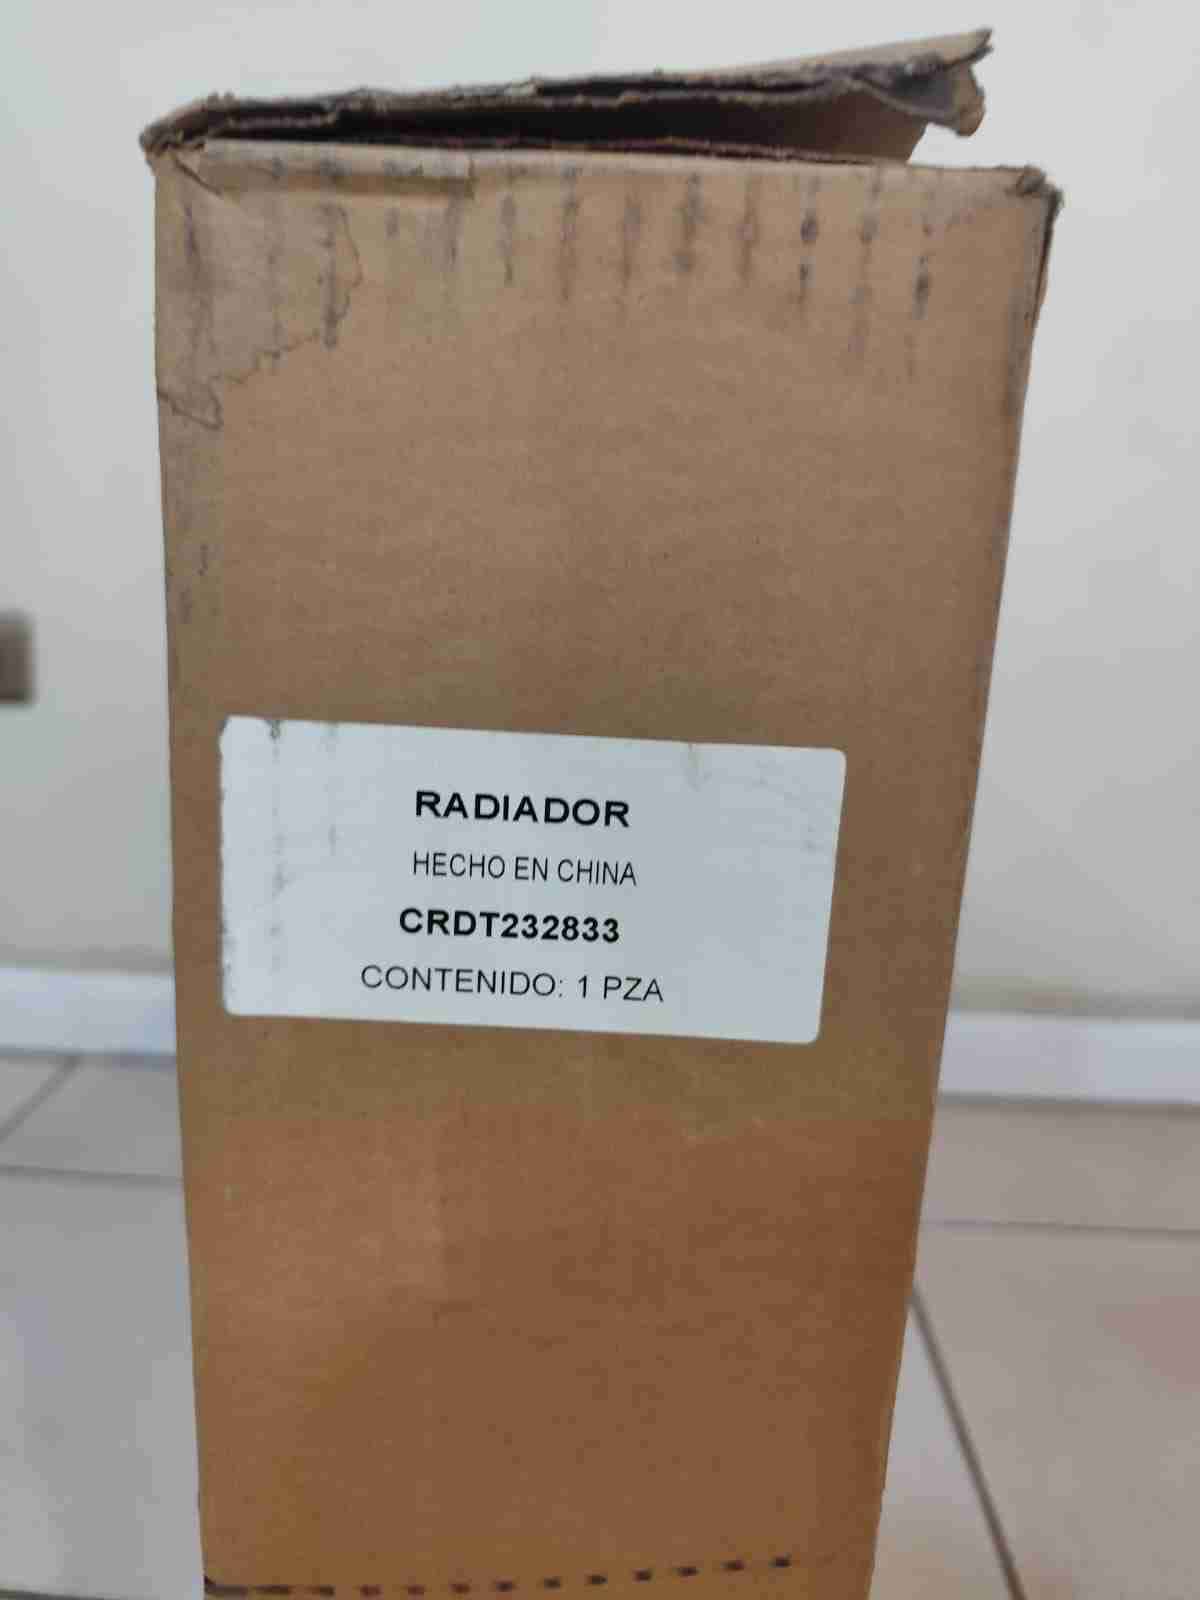 RADIADOR
HECHO EN CHINA
CRDT232833
CONTENIDO: 1 PZA